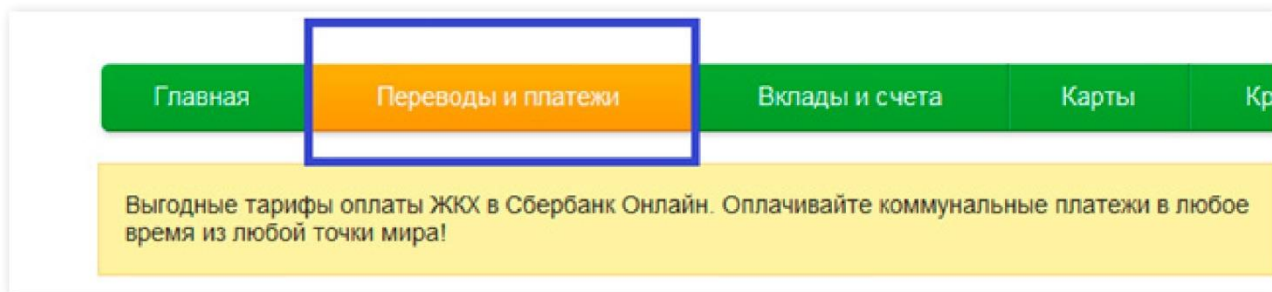 Главная Переводы и платежи Вклады и счета Карты Кр
Выгодные тарифы оплаты ЖКХ в Сбербанк Онлайн. Оплачивайте коммунальные платежи в любое
время из любой точки мира!